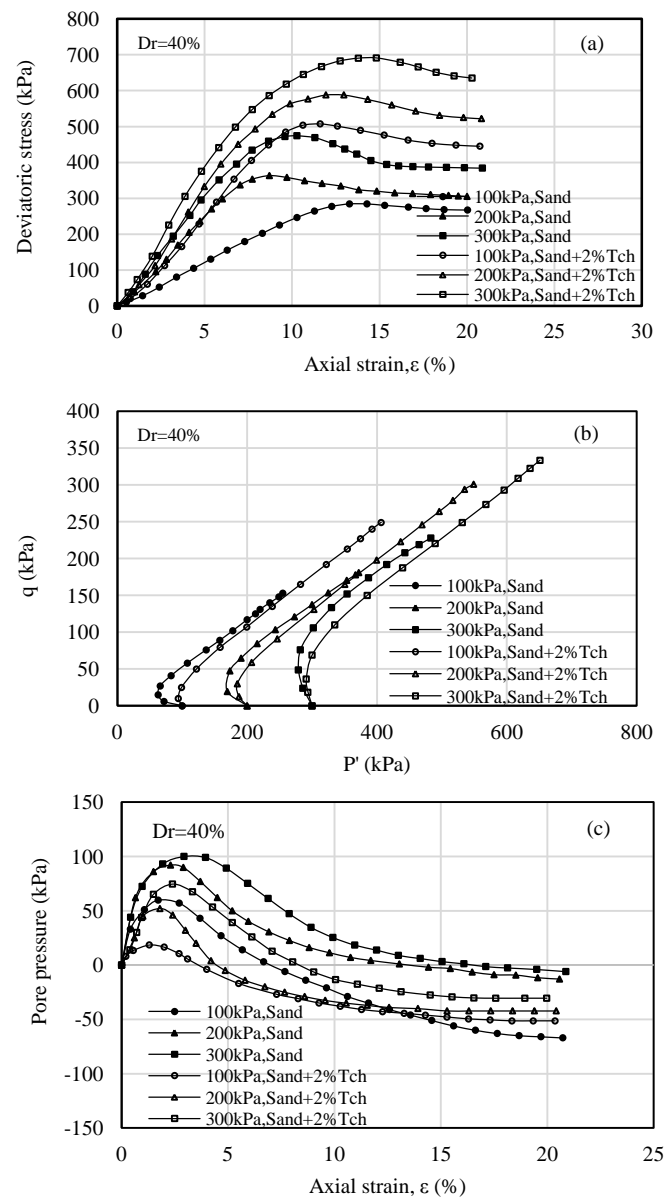 800
700
600
500
400
300
200
100
0
Deviatoric stress (kPa)
Dr=40%
(a)
100kPa,Sand
200kPa,Sand
300kPa,Sand
100kPa,Sand+2%Tch
200kPa,Sand+2%Tch
300kPa,Sand+2%Tch
0 5 10 15 20 25 30
Axial strain,ε (%)
400
350
300
250
200
150
100
50
0
q (kPa)
Dr=40%
(b)
100kPa,Sand
200kPa,Sand
300kPa,Sand
100kPa,Sand+2%Tch
200kPa,Sand+2%Tch
300kPa,Sand+2%Tch
0 200 400 600 800
P' (kPa)
150
100
50
0
-50
-100
-150
Pore pressure (kPa)
Dr=40%
(c)
100kPa,Sand
200kPa,Sand
300kPa,Sand
100kPa,Sand+2%Tch
200kPa,Sand+2%Tch
300kPa,Sand+2%Tch
0 5 10 15 20 25
Axial strain, ε (%)